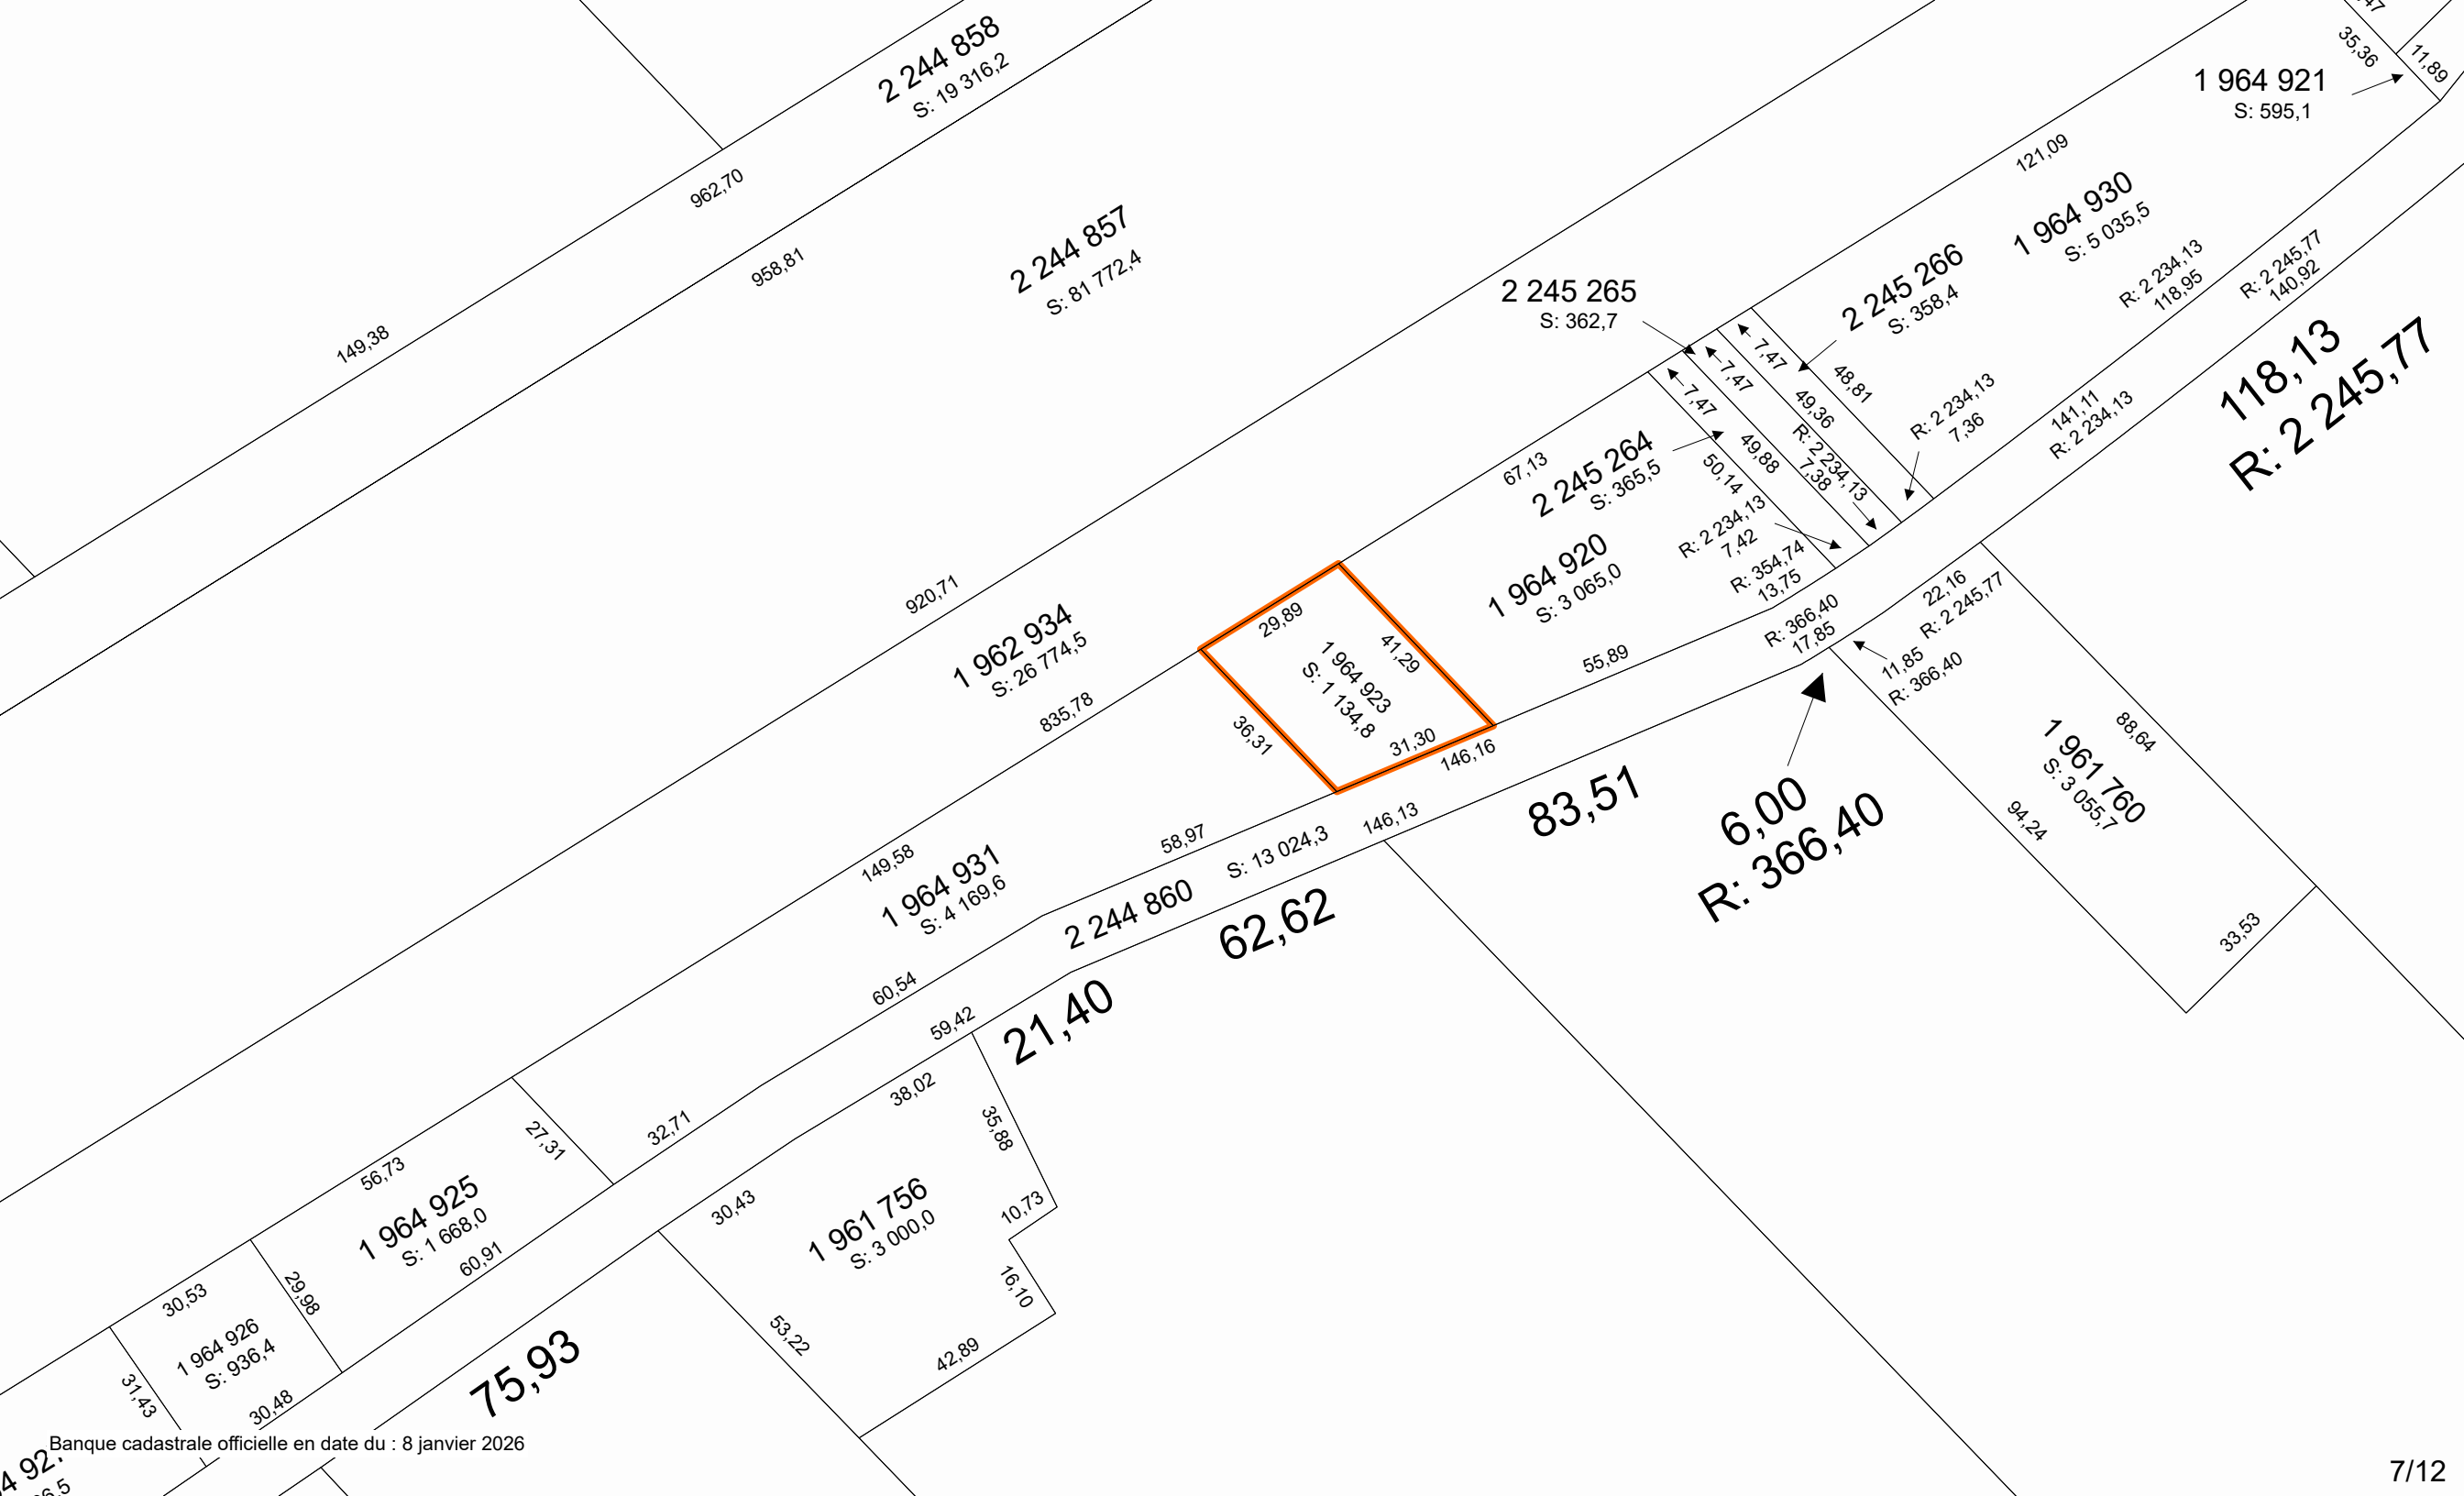 2 244 858
S: 19 316,2
47
35,36
11,89
1 964 921
S: 595,1
121,09
962,70
1 964 930
S: 5 035,5
2 244 857
S: 81 772,4
958,81
2 245 266
S: 358,4
R: 2 234,13
118,95
R: 2 245,77
140,92
2 245 265
S: 362,7
149,38
118,13
R: 2 245,77
7,47
7,47
7,47
48,81
49,36
R: 2 234,13
7,38
R: 2 234,13
7,36
141,11
R: 2 234,13
67,13
2 245 264
S: 365,5
49,88
50,14
R: 2 234,13
7,42
R: 354,74
13,75
1 964 920
S: 3 065,0
920,71
1 962 934
S: 26 774,5
29,89
41,29
1 964 923
S: 1 134,8
36,31
31,30
146,16
55,89
R: 366,40
17,85
22,16
R: 2 245,77
11,85
R: 366,40
835,78
88,64
1 961 760
S: 3 055,7
94,24
33,53
83,51
6,00
R: 366,40
146,13
S: 13 024,3
58,97
149,58
1 964 931
S: 4 169,6
2 244 860
62,62
60,54
59,42
21,40
38,02
35,88
32,71
27,31
56,73
1 964 925
S: 1 668,0
60,91
30,43
1 961 756
S: 3 000,0
10,73
16,10
42,89
53,22
30,53
29,98
1 964 926
S: 936,4
31,43
30,48
75,93
Banque cadastrale officielle en date du : 8 janvier 2026
7/12